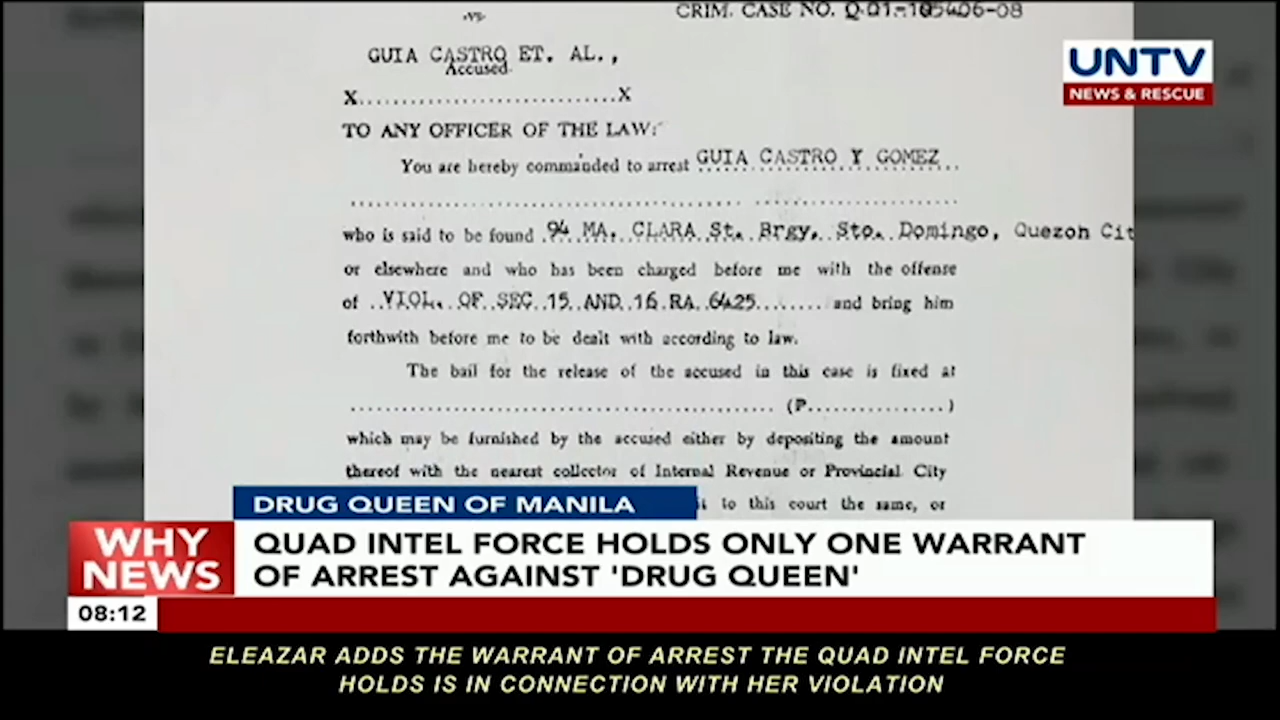 -vs-
CRIM. CASE NO. Q-01-105406-08
GUIA CASTRO ET. AL.,
Accused
X..............................X
TO ANY OFFICER OF THE LAW:
You are hereby commanded to arrest GUIA CASTRO Y GOMEZ
who is said to be found 94 MA. CLARA St. Brgy. Sto. Domingo, Quezon Cit
or elsewhere and who has been charged before me with the offense
of ..VIOL. OF SEC 15 AND 16 RA 6425........ and bring him
forthwith before me to be dealt with according to law.
The bail for the release of the accused in this case is fixed at
(P................)
which may be furnished by the accused either by depositing the amount
thereof with the nearest collector of Internal Revenue or Provincial City
to this court the same, or
UNTV
NEWS & RESCUE
DRUG QUEEN OF MANILA
WHY NEWS
QUAD INTEL FORCE HOLDS ONLY ONE WARRANT
OF ARREST AGAINST 'DRUG QUEEN'
08:12
ELEAZAR ADDS THE WARRANT OF ARREST THE QUAD INTEL FORCE
HOLDS IS IN CONNECTION WITH HER VIOLATION